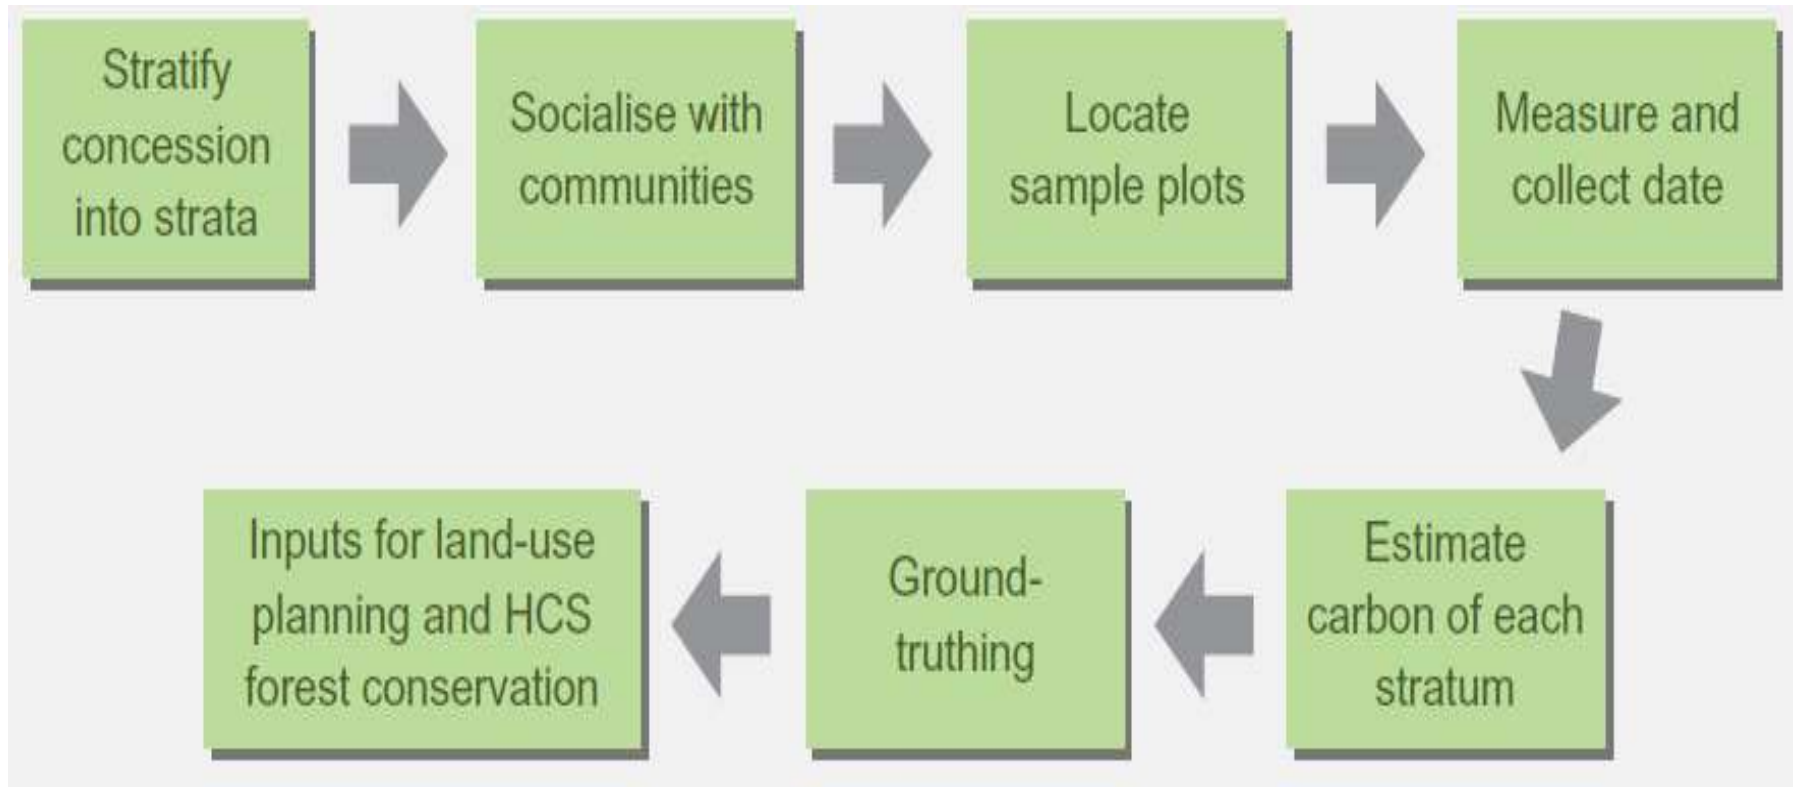 Stratify
concession
into strata
Socialise with
communities
Locate
sample plots
Measure and
collect date
Estimate
carbon of each
stratum
Ground-
truthing
Inputs for land-use
planning and HCS
forest conservation